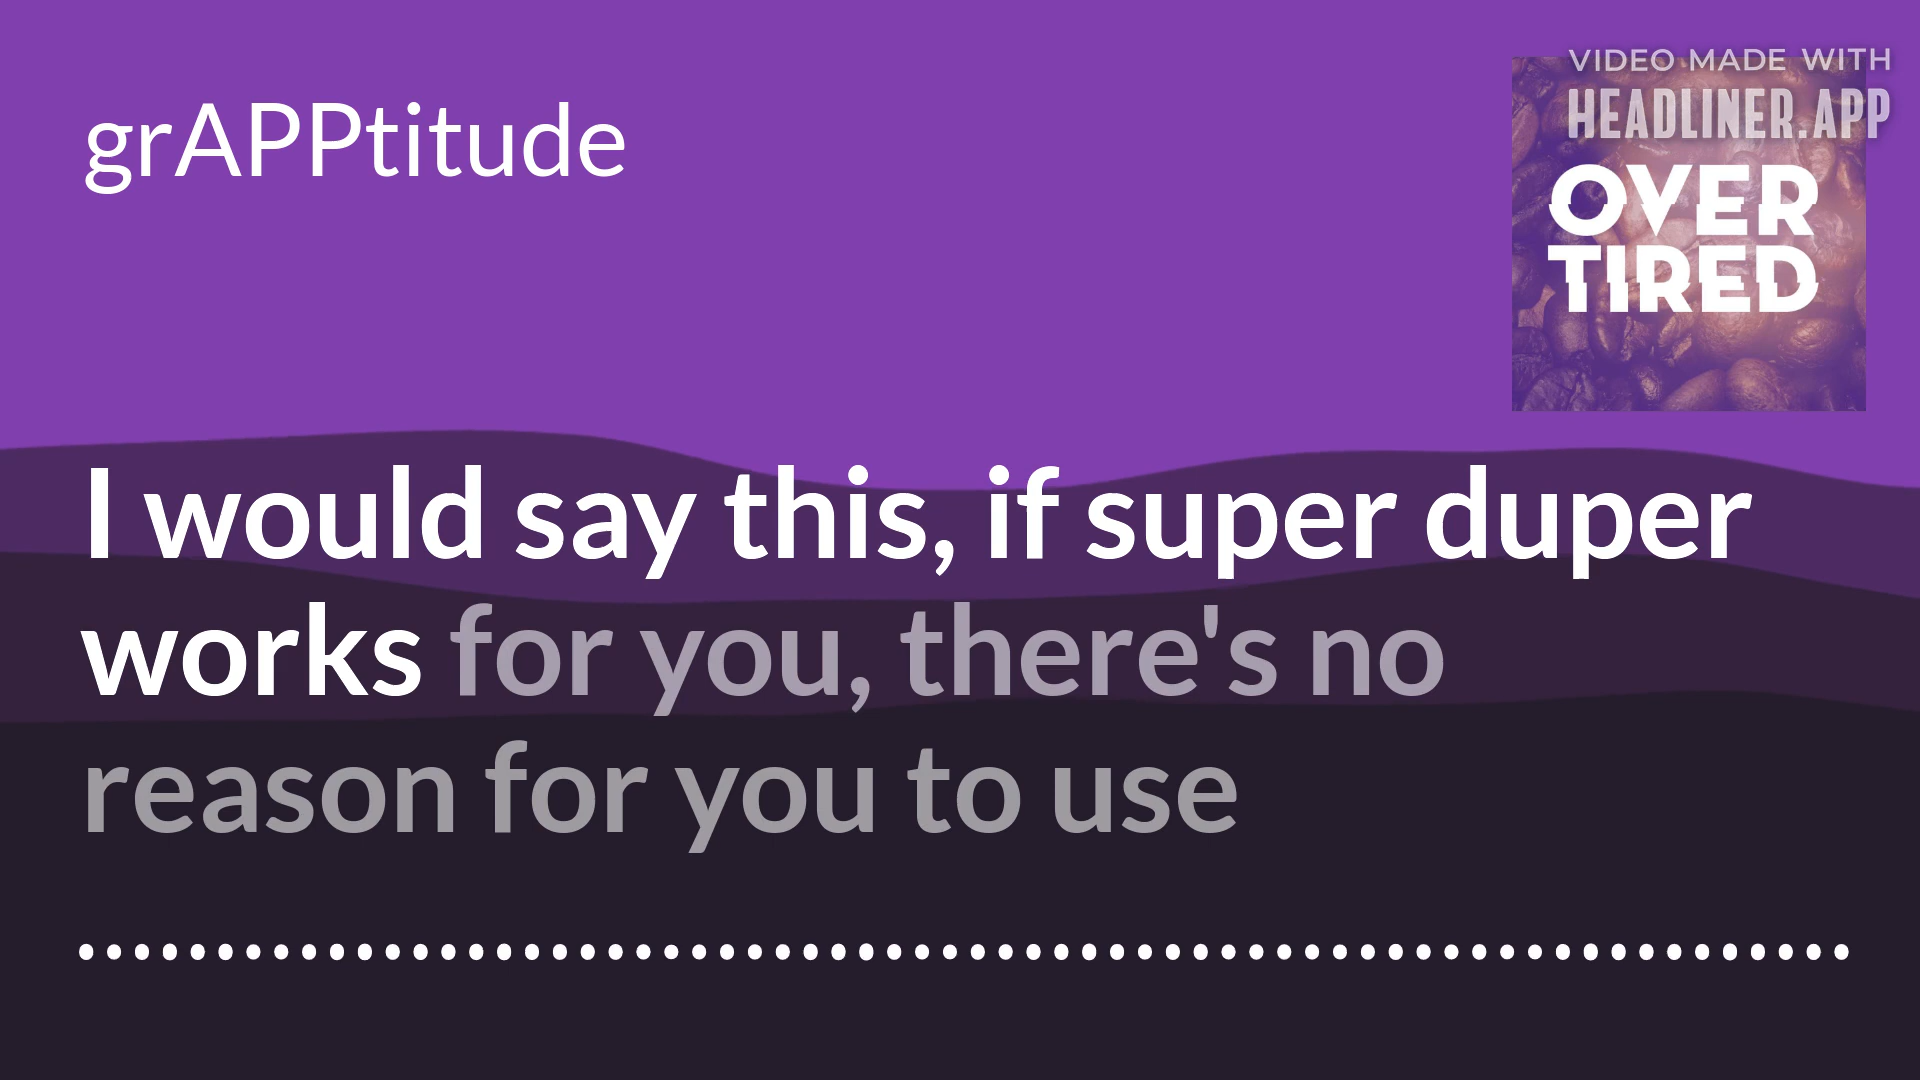 VIDEO MADE WITH
HEADLINER.APP
grAPPtitude
OVER
TIRED
I would say this, if super duper
works for you, there's no
reason for you to use